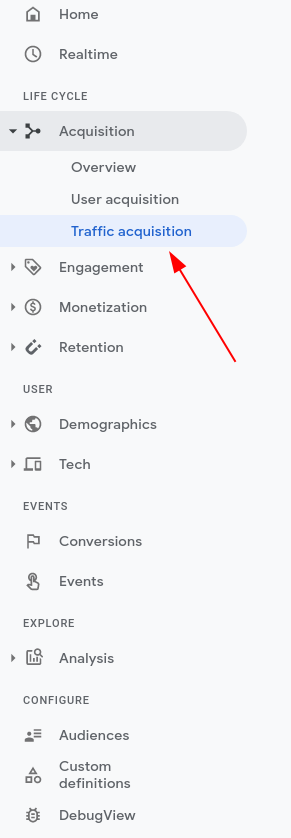 Home
Realtime
LIFE CYCLE
Acquisition
Overview
User acquisition
Traffic acquisition
Engagement
Monetization
Retention
USER
Demographics
Tech
EVENTS
Conversions
Events
EXPLORE
Analysis
CONFIGURE
Audiences
Custom
definitions
DebugView